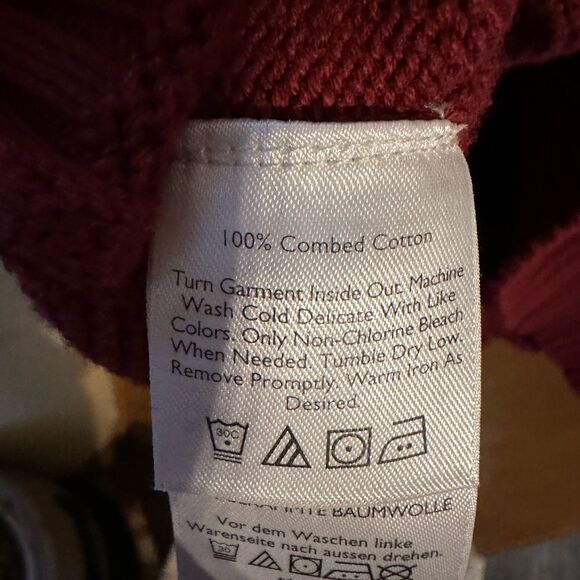 100% Combed Cotton
Turn Garment Inside Out. Machine
Wash Cold Delicate With Like
Colors. Only Non-Chlorine Bleach
When Needed. Tumble Dry Low.
Remove Promptly. Warm Iron As
Desired.
30C
BAUMWOLLE
Vor dem Waschen linke
Warenseite nach aussen drehen.
30